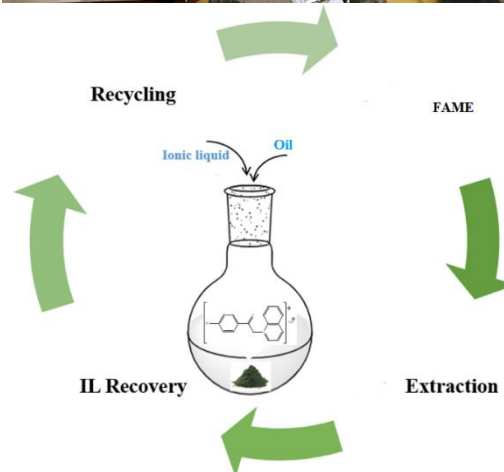 Recycling
FAME
Ionic liquid
Oil
IL Recovery
Extraction